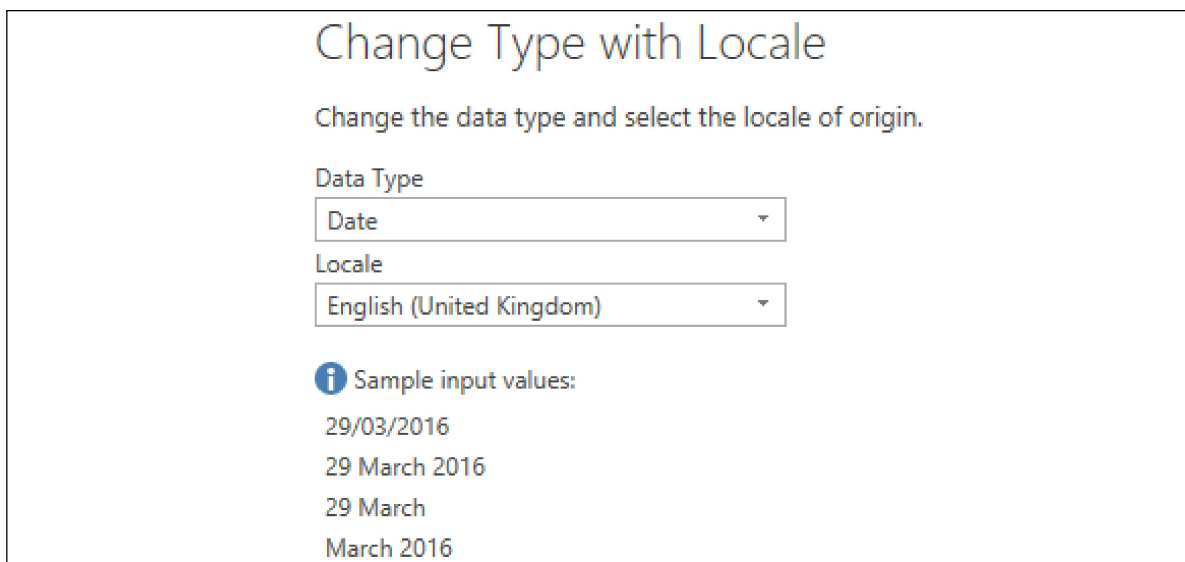 Change Type with Locale
Change the data type and select the locale of origin.
Data Type
Date
Locale
English (United Kingdom)
Sample input values:
29/03/2016
29 March 2016
29 March
March 2016